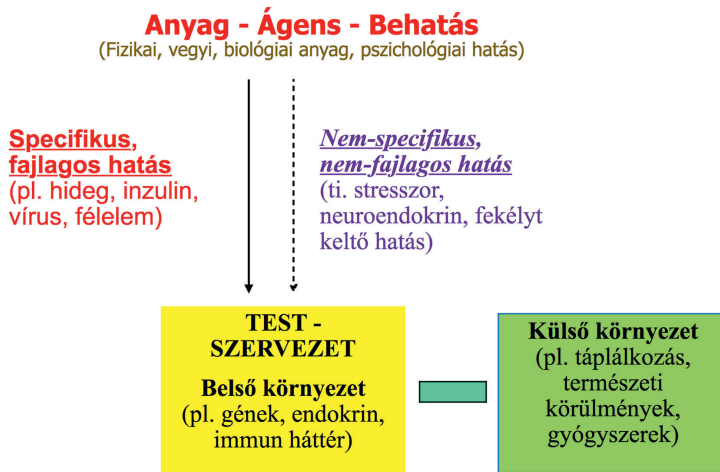 Anyag - Ágens - Behatás
(Fizikai, vegyi, biológiai anyag, pszichológiai hatás)
Specifikus,
fajlagos hatás
(pl. hideg, inzulin,
vírus, félelem)
Nem-specifikus,
nem-fajlagos hatás
(ti. stresszor,
neuroendokrin, fekélyt
keltő hatás)
TEST -
SZERVEZET
Belső környezet
(pl. gének, endokrin,
immun háttér)
Külső környezet
(pl. táplálkozás,
természeti
körülmények,
gyógyszerek)